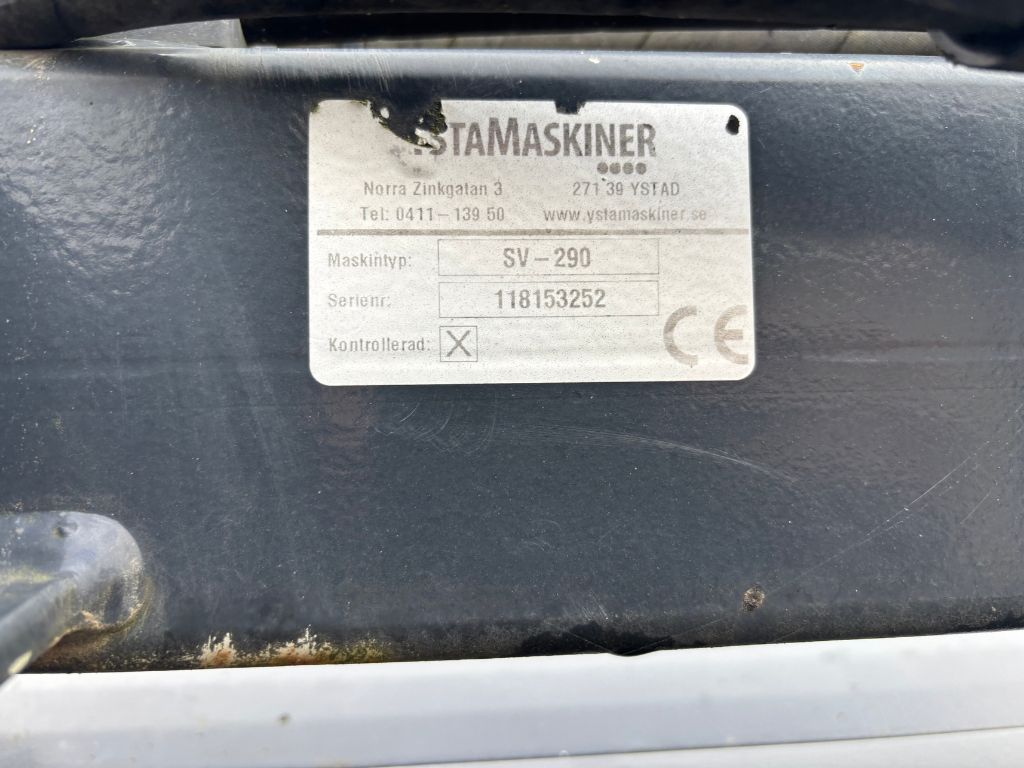 YSTAMASKINER
Norra Zinkgatan 3 271 39 YSTAD
Tel: 0411-139 50 www.ystamaskiner.se
Maskintyp: SV-290
Serienr: 118153252
Kontrollerad: X
CE